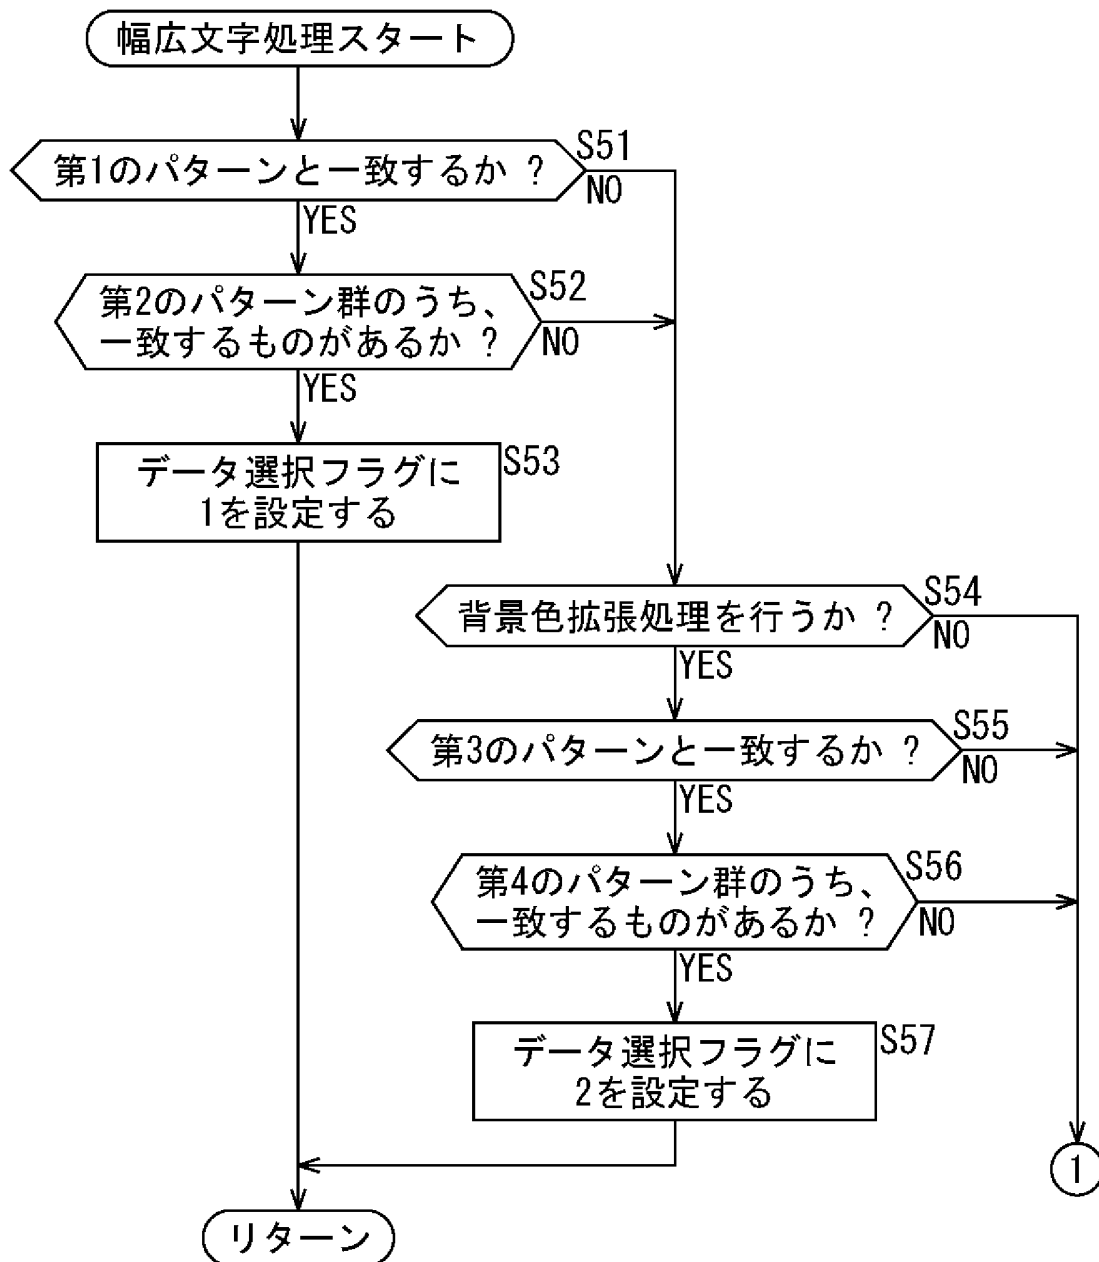 幅広文字処理スタート
第1のパターンと一致するか ?
S51
NO
YES
第2のパターン群のうち、
一致するものがあるか ?
S52
NO
YES
データ選択フラグに
1を設定する
S53
背景色拡張処理を行うか ?
S54
NO
YES
第3のパターンと一致するか ?
S55
NO
YES
第4のパターン群のうち、
一致するものがあるか ?
S56
NO
YES
データ選択フラグに
2を設定する
S57
1
リターン